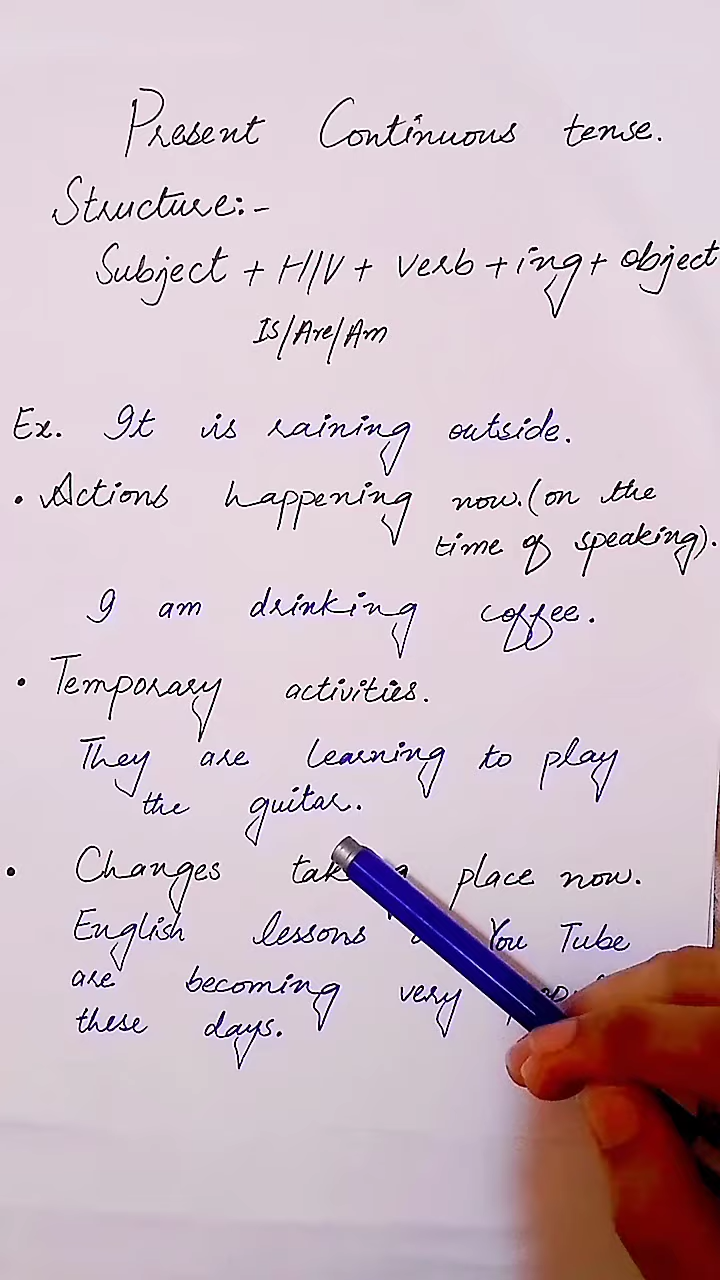 Present Continuous tense.
Structure:-
Subject + H/V + verb + ing + object
Is/Are/Am
Ex. It is raining outside.
• Actions happening now. (on the
time of speaking).
I am drinking coffee.
• Temporary activities.
They are learning to play
the guitar.
• Changes taking place now.
English lessons You Tube
are becoming very
these days.